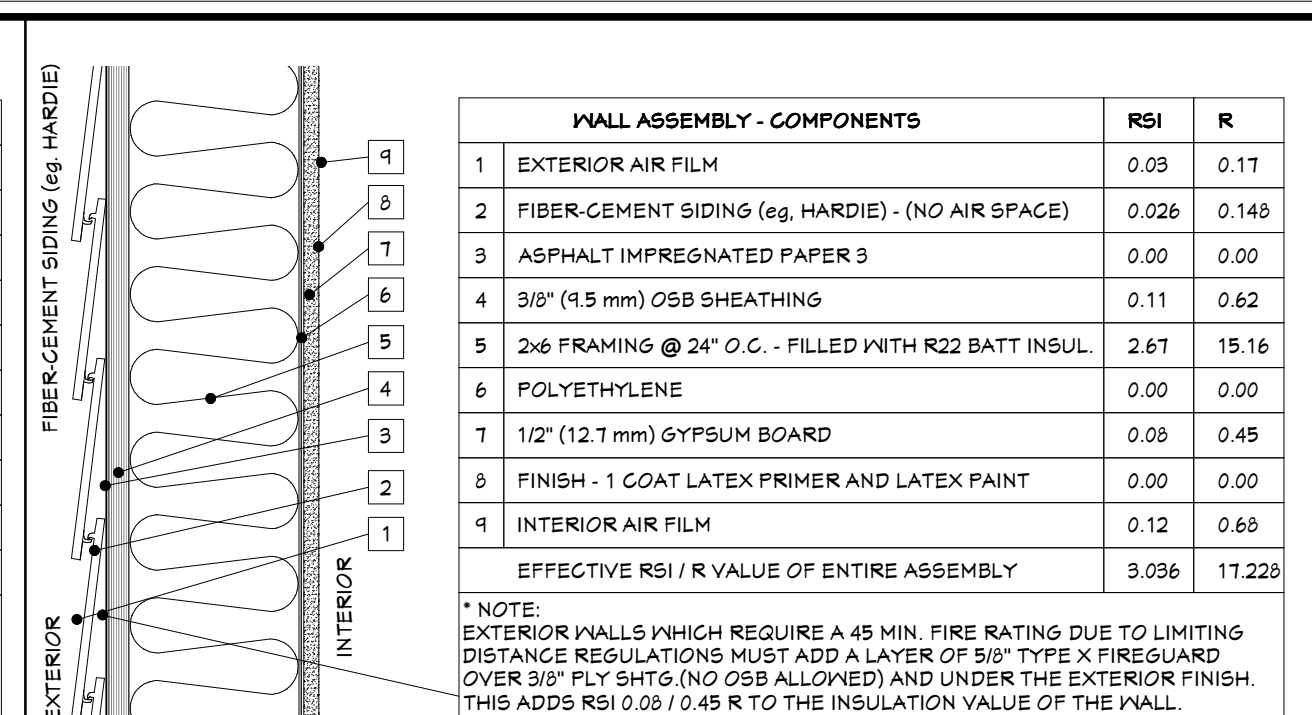 FIBER-CEMENT SIDING (eg. HARDIE)
EXTERIOR
INTERIOR
9
8
7
6
5
4
3
2
1
WALL ASSEMBLY - COMPONENTS RSI R
1 EXTERIOR AIR FILM 0.03 0.17
2 FIBER-CEMENT SIDING (eg, HARDIE) - (NO AIR SPACE) 0.026 0.148
3 ASPHALT IMPREGNATED PAPER 3 0.00 0.00
4 3/8" (9.5 mm) OSB SHEATHING 0.11 0.62
5 2x6 FRAMING @ 24" O.C. - FILLED WITH R22 BATT INSUL. 2.67 15.16
6 POLYETHYLENE 0.00 0.00
7 1/2" (12.7 mm) GYPSUM BOARD 0.08 0.45
8 FINISH - 1 COAT LATEX PRIMER AND LATEX PAINT 0.00 0.00
9 INTERIOR AIR FILM 0.12 0.68
EFFECTIVE RSI / R VALUE OF ENTIRE ASSEMBLY 3.036 17.228
* NOTE:
EXTERIOR WALLS WHICH REQUIRE A 45 MIN. FIRE RATING DUE TO LIMITING
DISTANCE REGULATIONS MUST ADD A LAYER OF 5/8" TYPE X FIREGUARD
OVER 3/8" PLY SHTG.(NO OSB ALLOWED) AND UNDER THE EXTERIOR FINISH.
THIS ADDS RSI 0.08 / 0.45 R TO THE INSULATION VALUE OF THE WALL.